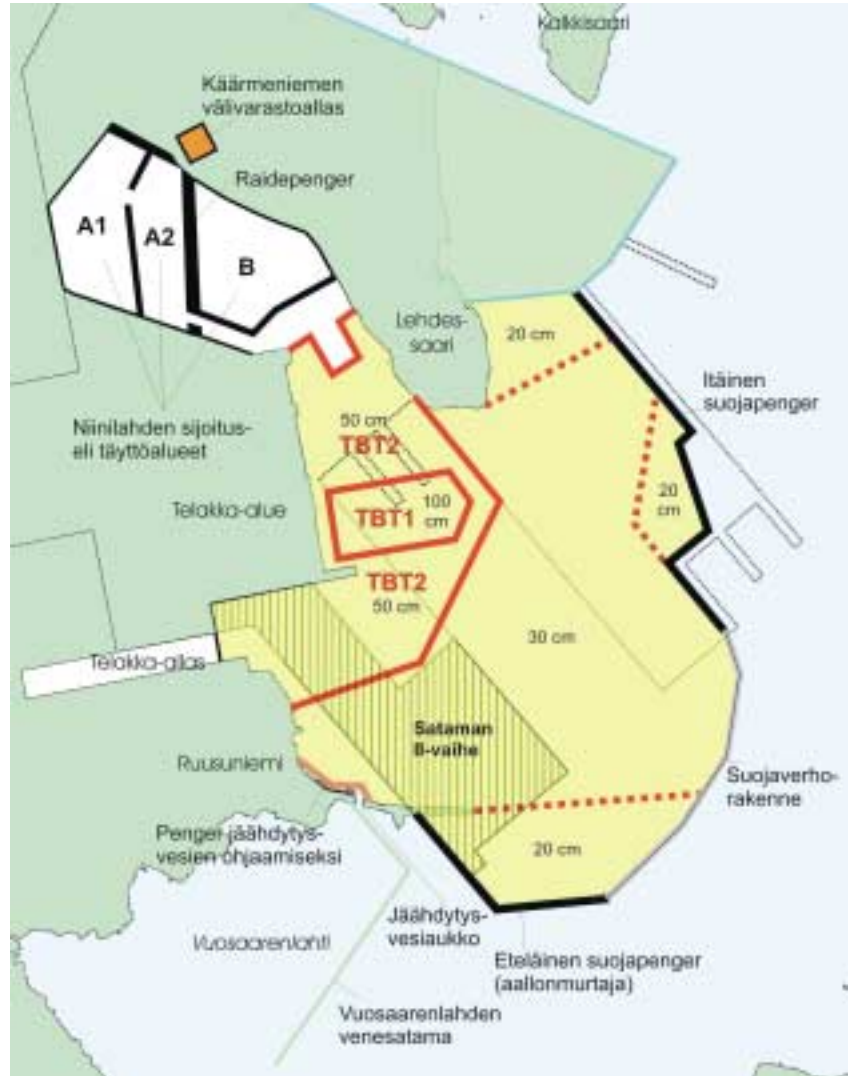 Kalkkisaari
Käärmeniemen
välivarastoallas
Raidepenger
A1
A2
B
Lehdes-
saari
20 cm
Itäinen
suojapenger
Niinilahden sijoitus-
eli täyttöalueet
50 cm
TBT2
20
cm
Telakka-alue
TBT1
100
cm
TBT2
50 cm
30 cm
Telakka-allas
Sataman
II-vaihe
Ruusuniemi
Suojaverho-
rakenne
Penger jäähdytys-
vesien ohjaamiseksi
20 cm
Jäähdytys-
vesiaukko
Vuosaarenlahti
Eteläinen suojapenger
(aallonmurtaja)
Vuosaarenlahden
venesatama